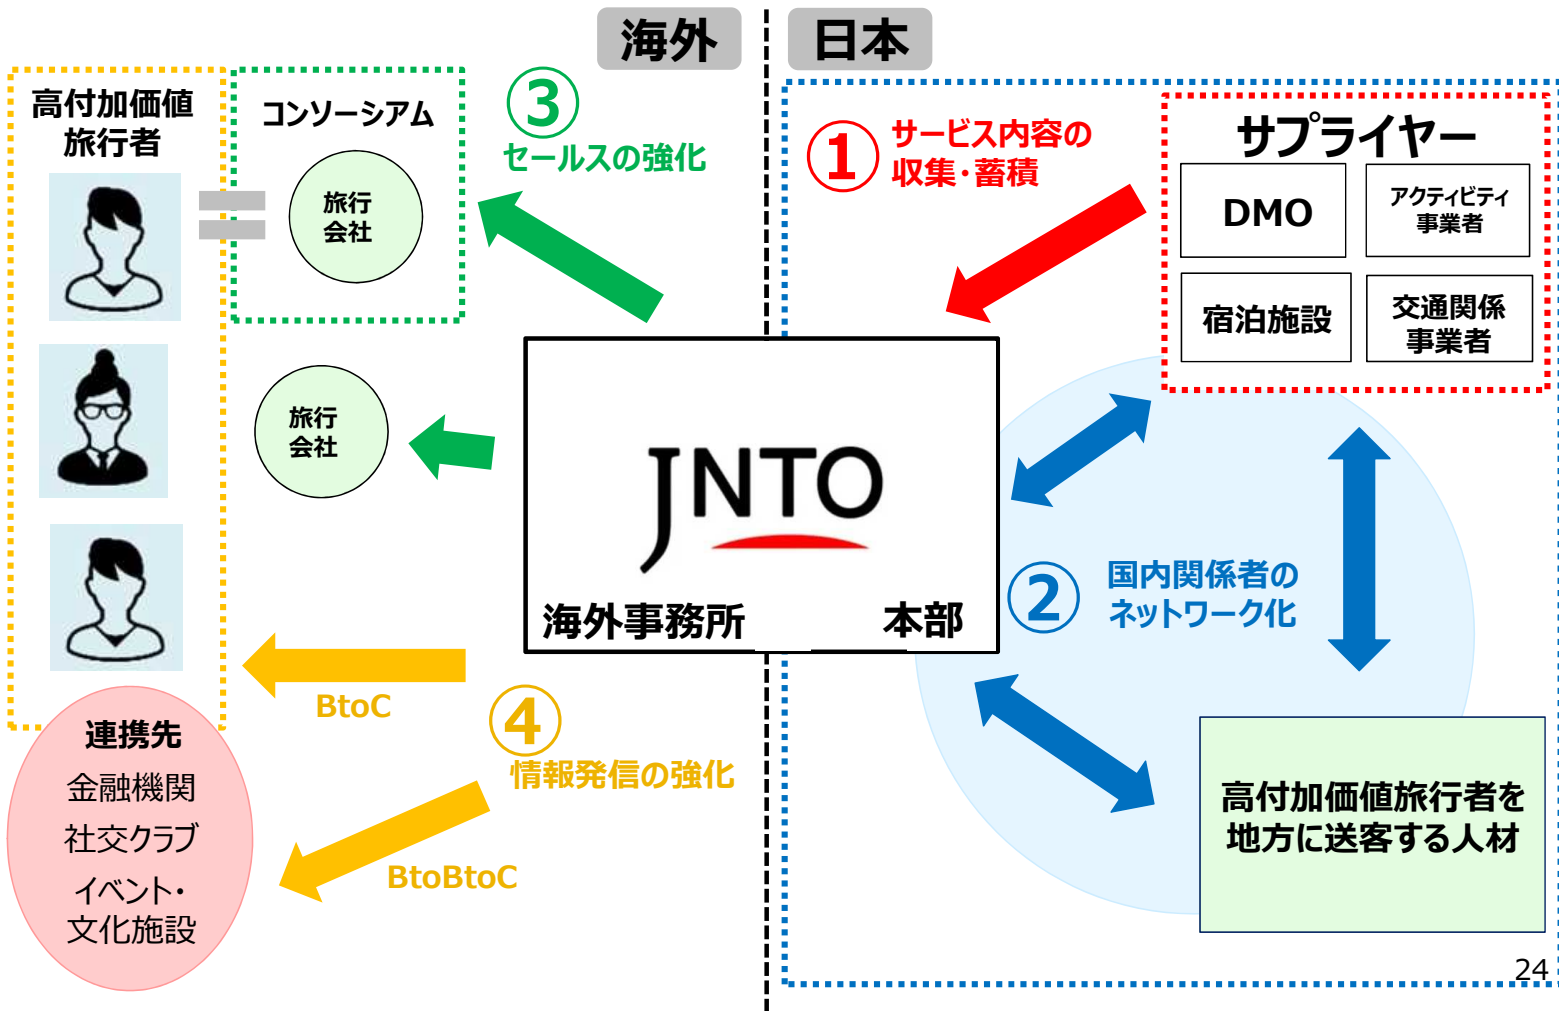 海外
日本
高付加価値
旅行者
コンソーシアム
旅行
会社
旅行
会社
③
セールスの強化
①
サービス内容の
収集・蓄積
サプライヤー
DMO
アクティビティ
事業者
宿泊施設
交通関係
事業者
JNTO
海外事務所
本部
②
国内関係者の
ネットワーク化
BtoC
④
情報発信の強化
BtoBtoC
連携先
金融機関
社交クラブ
イベント・
文化施設
高付加価値旅行者を
地方に送客する人材
24